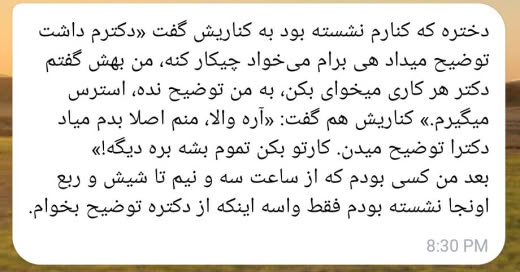 دختره که کنارم نشسته بود به کناریش گفت «دکترم داشت
توضیح میداد هی برام می‌خواد چیکار کنه، من بهش گفتم
دکتر هر کاری میخوای بکن، به من توضیح نده، استرس
میگیرم.» کناریش هم گفت: «آره والا، منم اصلا بدم میاد
دکترا توضیح میدن. کارتو بکن تموم بشه بره دیگه!»
بعد من کسی بودم که از ساعت سه و نیم تا شیش و ربع
اونجا نشسته بودم فقط واسه اینکه از دکتره توضیح بخوام.
8:30 PM